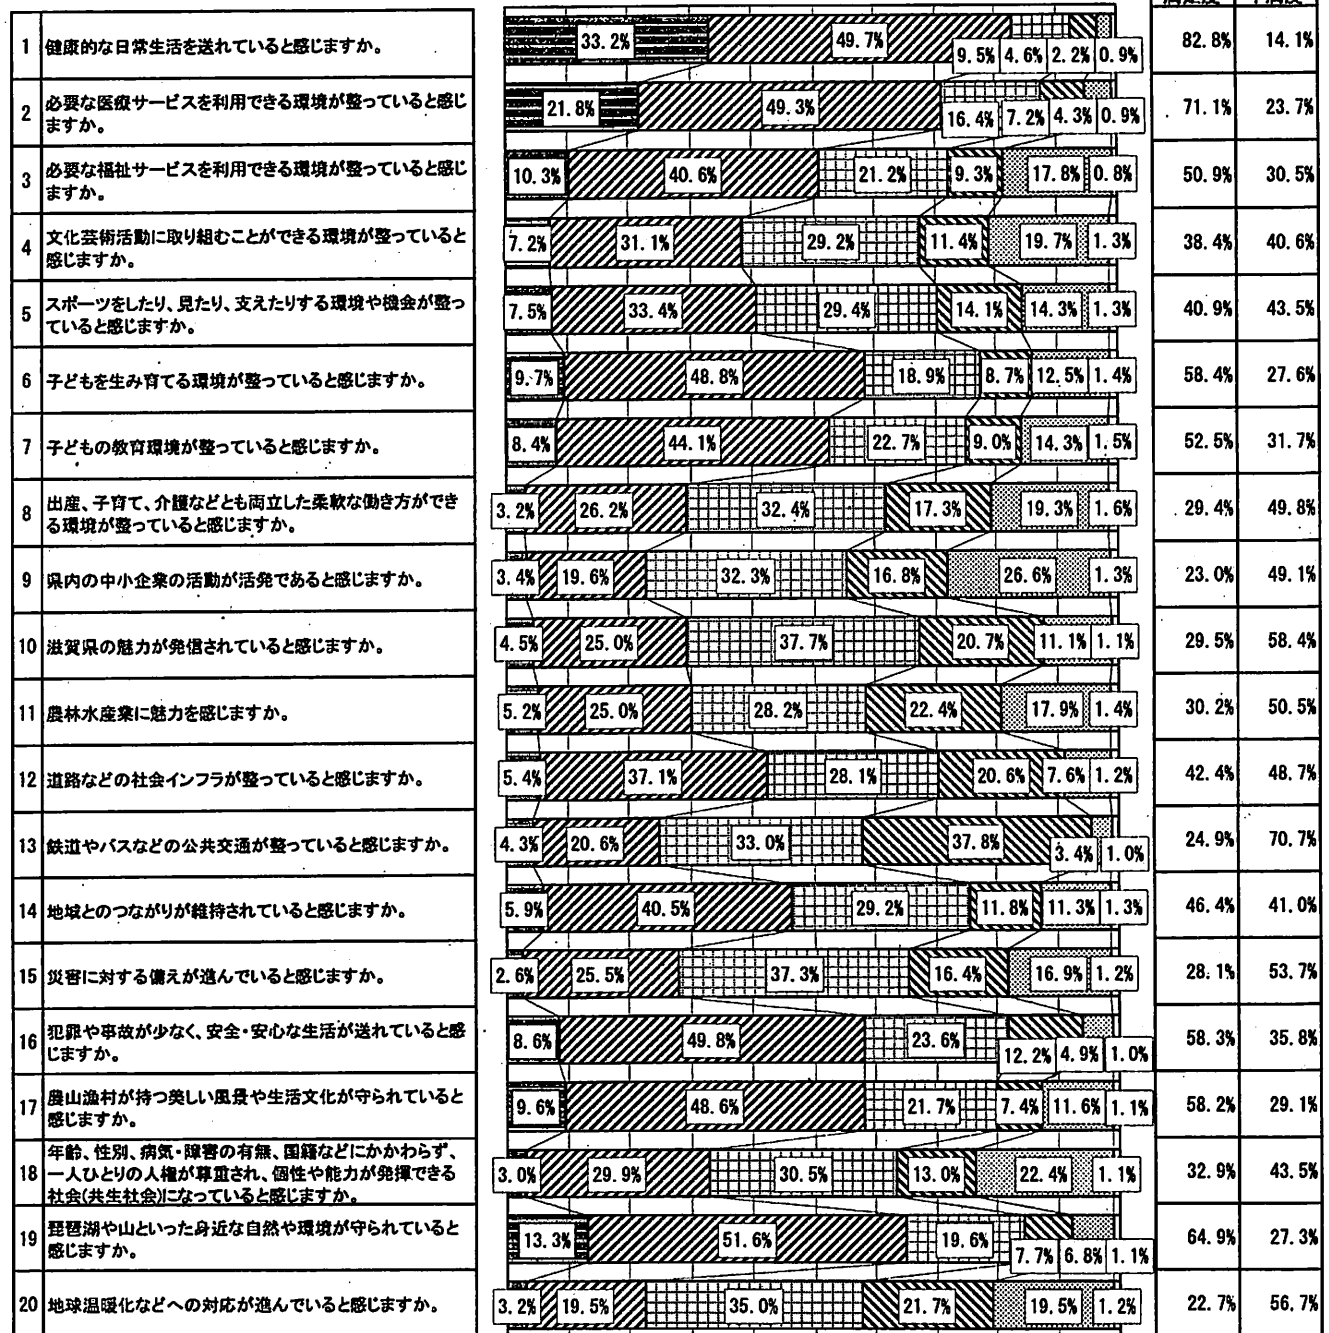 1 健康的な日常生活を送れていると感じますか。 33.2% 49.7% 9.5% 4.6% 2.2% 0.9% 82.8% 14.1%
2 必要な医療サービスを利用できる環境が整っていると感じ
ますか。 21.8% 49.3% 16.4% 7.2% 4.3% 0.9% 71.1% 23.7%
3 必要な福祉サービスを利用できる環境が整っていると感じ
ますか。 10.3% 40.6% 21.2% 9.3% 17.8% 0.8% 50.9% 30.5%
4 文化芸術活動に取り組むことができる環境が整っていると
感じますか。 7.2% 31.1% 29.2% 11.4% 19.7% 1.3% 38.4% 40.6%
5 スポーツをしたり、見たり、支えたりする環境や機会が整っ
ていると感じますか。 7.5% 33.4% 29.4% 14.1% 14.3% 1.3% 40.9% 43.5%
6 子どもを生み育てる環境が整っていると感じますか。 9.7% 48.8% 18.9% 8.7% 12.5% 1.4% 58.4% 27.6%
7 子どもの教育環境が整っていると感じますか。 8.4% 44.1% 22.7% 9.0% 14.3% 1.5% 52.5% 31.7%
8 出産、子育て、介護などとも両立した柔軟な働き方ができ
る環境が整っていると感じますか。 3.2% 26.2% 32.4% 17.3% 19.3% 1.6% 29.4% 49.8%
9 県内の中小企業の活動が活発であると感じますか。 3.4% 19.6% 32.3% 16.8% 26.6% 1.3% 23.0% 49.1%
10 滋賀県の魅力が発信されていると感じますか。 4.5% 25.0% 37.7% 20.7% 11.1% 1.1% 29.5% 58.4%
11 農林水産業に魅力を感じますか。 5.2% 25.0% 28.2% 22.4% 17.9% 1.4% 30.2% 50.5%
12 道路などの社会インフラが整っていると感じますか。 5.4% 37.1% 28.1% 20.6% 7.6% 1.2% 42.4% 48.7%
13 鉄道やバスなどの公共交通が整っていると感じますか。 4.3% 20.6% 33.0% 37.8% 3.4% 1.0% 24.9% 70.7%
14 地域とのつながりが維持されていると感じますか。 5.9% 40.5% 29.2% 11.8% 11.3% 1.3% 46.4% 41.0%
15 災害に対する備えが進んでいると感じますか。 2.6% 25.5% 37.3% 16.4% 16.9% 1.2% 28.1% 53.7%
16 犯罪や事故が少なく、安全・安心な生活が送れていると感
じますか。 8.6% 49.8% 23.6% 12.2% 4.9% 1.0% 58.3% 35.8%
17 農山漁村が持つ美しい風景や生活文化が守られていると
感じますか。 9.6% 48.6% 21.7% 7.4% 11.6% 1.1% 58.2% 29.1%
18 年齢、性別、病気・障害の有無、国籍などにかかわらず、
一人ひとりの人権が尊重され、個性や能力が発揮できる
社会(共生社会)になっていると感じますか。 3.0% 29.9% 30.5% 13.0% 22.4% 1.1% 32.9% 43.5%
19 琵琶湖や山といった身近な自然や環境が守られていると
感じますか。 13.3% 51.6% 19.6% 7.7% 6.8% 1.1% 64.9% 27.3%
20 地球温暖化などへの対応が進んでいると感じますか。 3.2% 19.5% 35.0% 21.7% 19.5% 1.2% 22.7% 56.7%